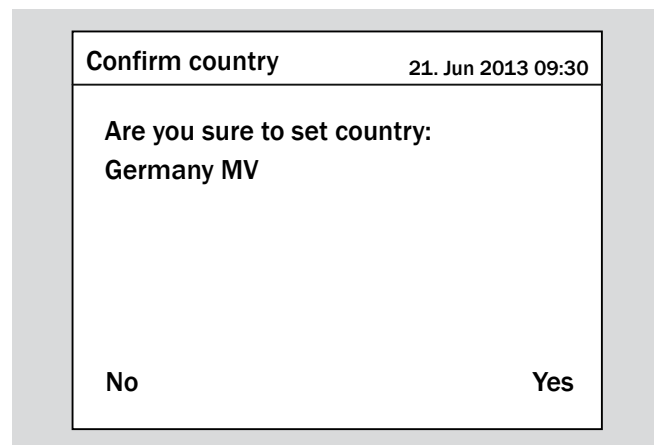 Confirm country 21. Jun 2013 09:30
Are you sure to set country:
Germany MV
No Yes